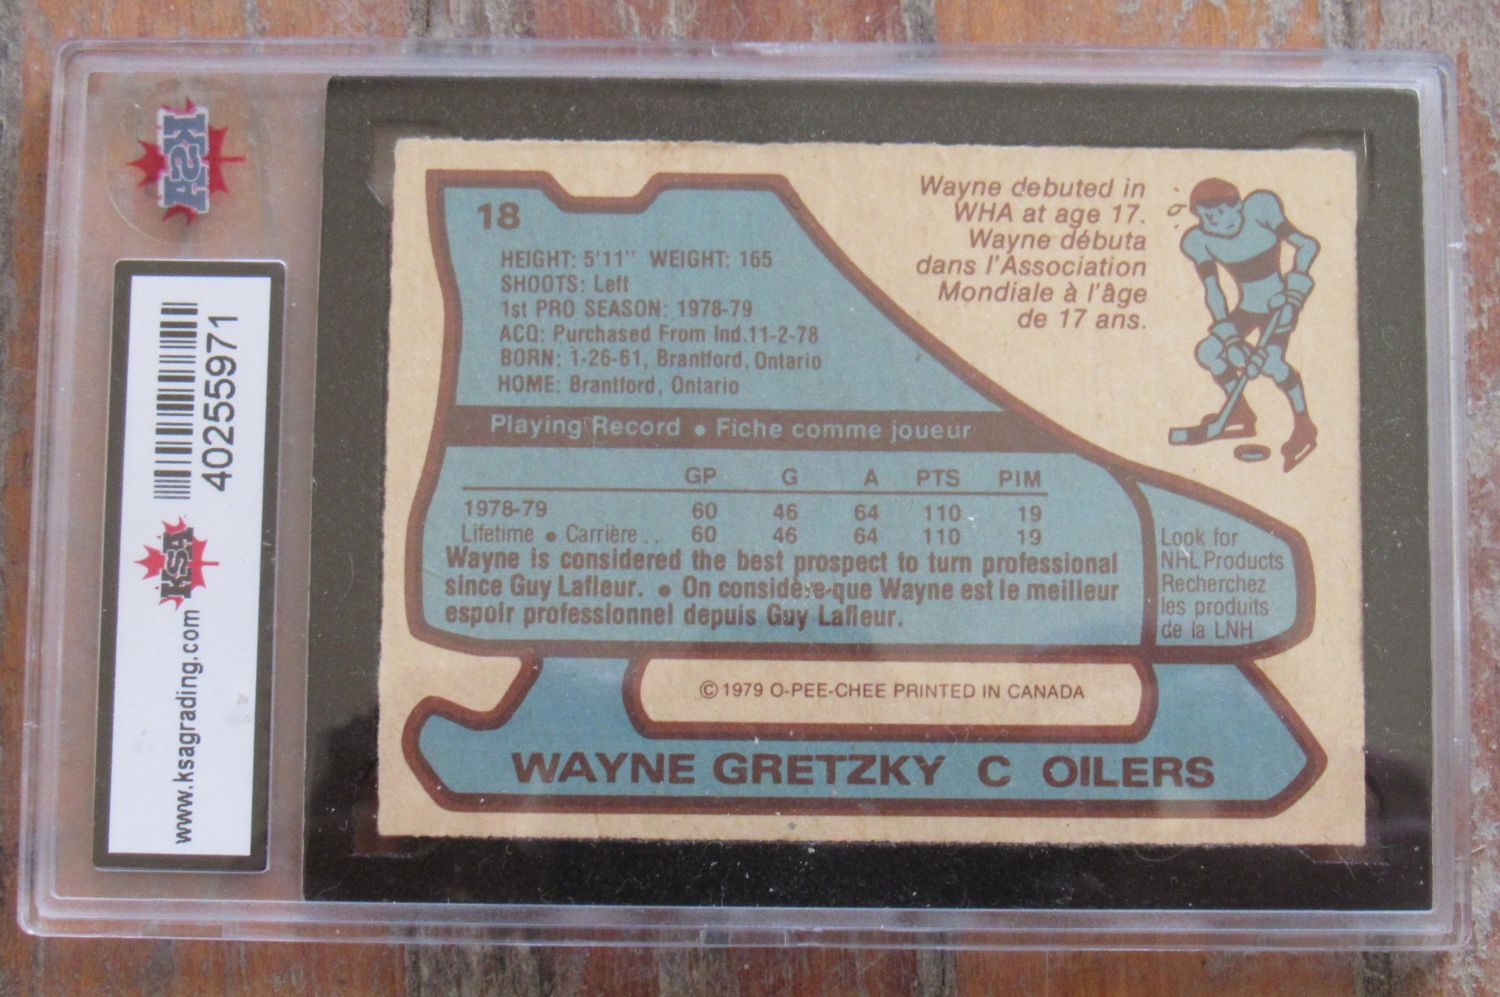 KSA
40255971
KSA
www.ksagrading.com
18
HEIGHT: 5'11" WEIGHT: 165
SHOOTS: Left
1st PRO SEASON: 1978-79
ACQ: Purchased From Ind.11-2-78
BORN: 1-26-61, Brantford, Ontario
HOME: Brantford, Ontario
Wayne debuted in
WHA at age 17.
Wayne débuta
dans l'Association
Mondiale à l'âge
de 17 ans.
Playing Record • Fiche comme joueur
GP G A PTS PIM
1978-79 60 46 64 110 19
Lifetime • Carrière .. 60 46 64 110 19
Wayne is considered the best prospect to turn professional
since Guy Lafleur. • On considère-que Wayne est le meilleur
espoir professionnel depuis Guy Lafleur.
Look for
NHL Products
Recherchez
les produits
de la LNH
© 1979 O-PEE-CHEE PRINTED IN CANADA
WAYNE GRETZKY C OILERS